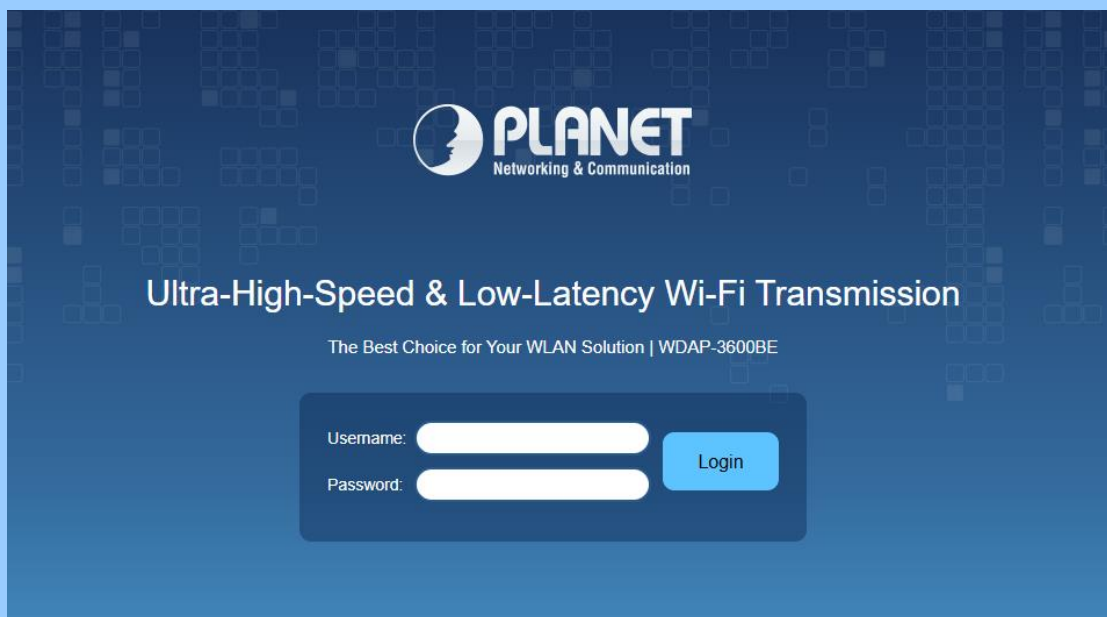 PLANET
Networking & Communication
Ultra-High-Speed & Low-Latency Wi-Fi Transmission
The Best Choice for Your WLAN Solution | WDAP-3600BE
Username:
Login
Password: